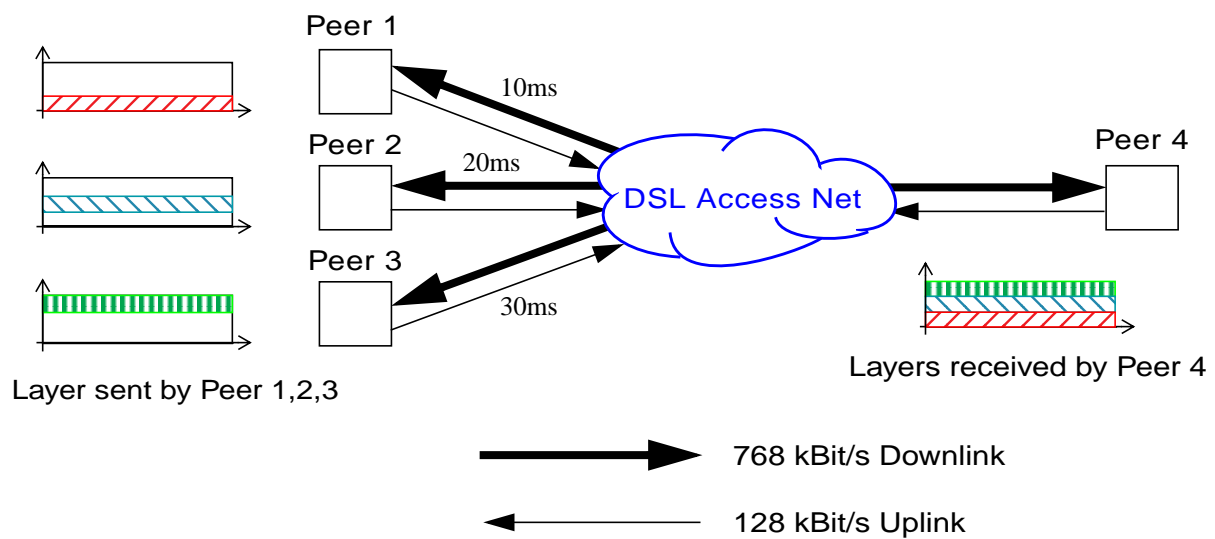 Peer 1
10ms
Peer 2
20ms
Peer 4
DSL Access Net
Peer 3
30ms
Layer sent by Peer 1,2,3
Layers received by Peer 4
768 kBit/s Downlink
128 kBit/s Uplink